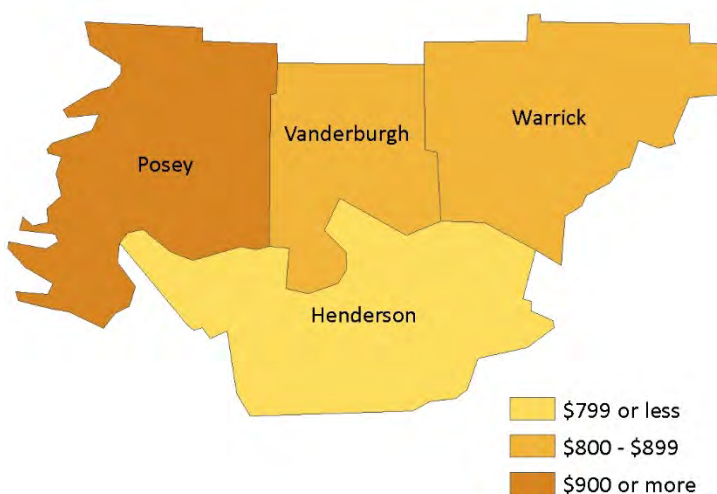 Warrick
Vanderburgh
Posey
Henderson
$799 or less
$800 - $899
$900 or more